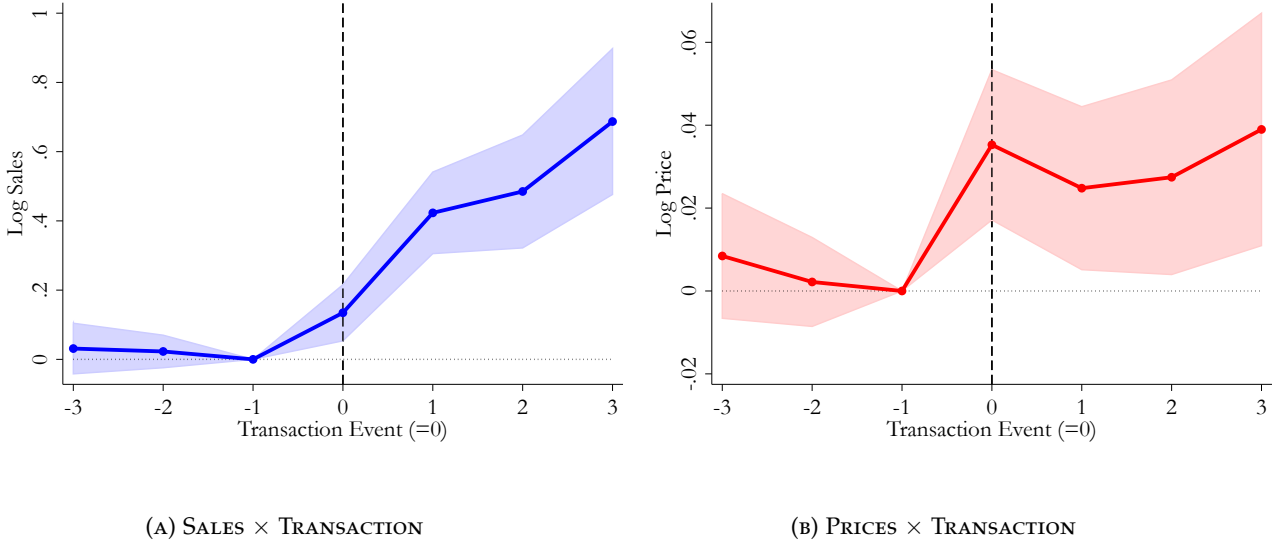 Log Sales
1
.8
.6
.4
.2
0
-3 -2 -1 0 1 2 3
Transaction Event (=0)
(A) SALES × TRANSACTION
Log Price
.06
.04
.02
0
-.02
-3 -2 -1 0 1 2 3
Transaction Event (=0)
(B) PRICES × TRANSACTION